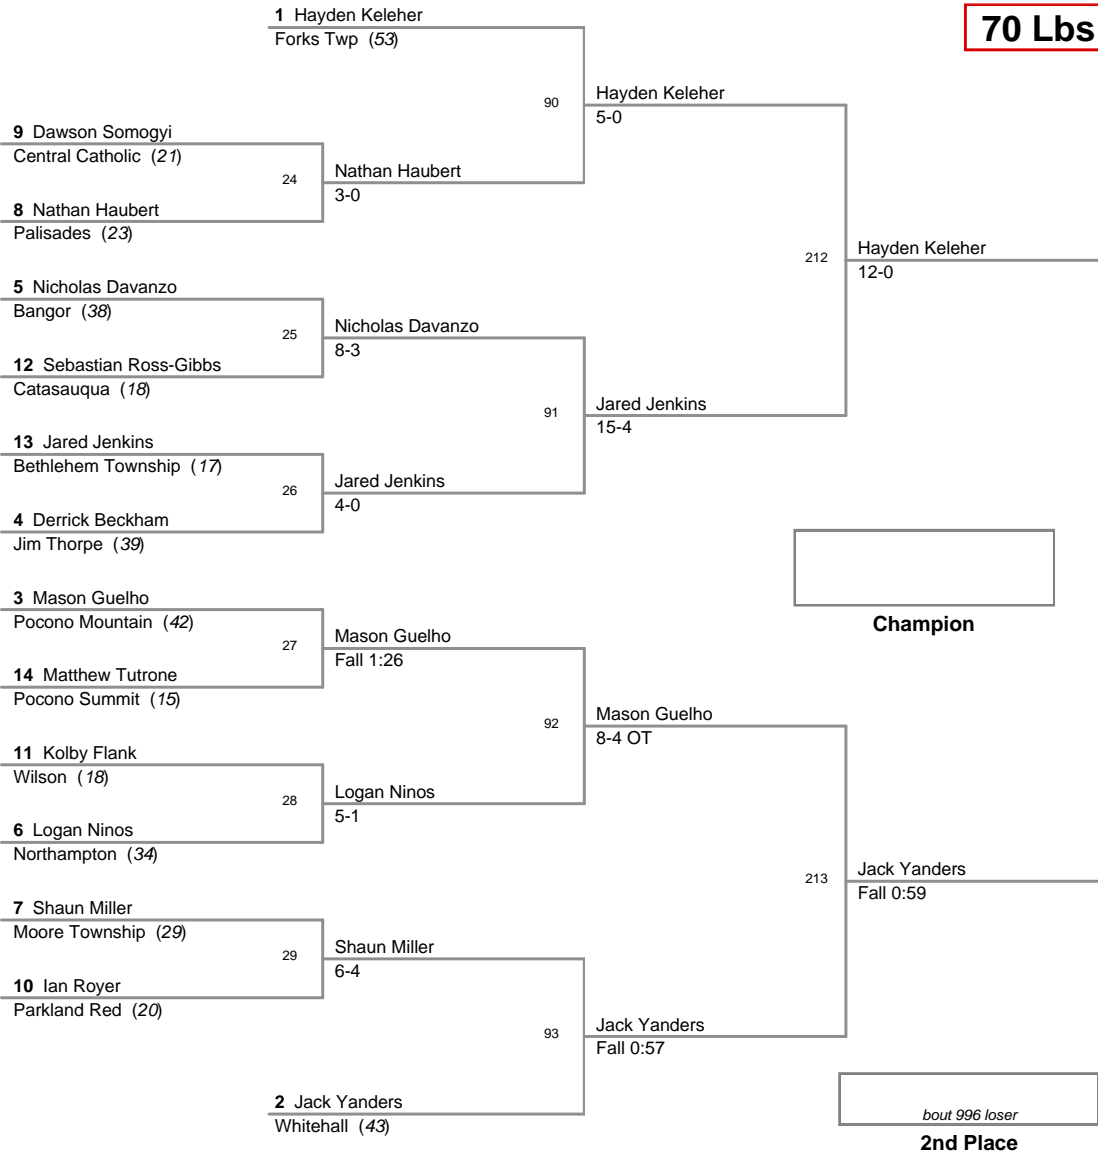 1 Hayden Keleher
Forks Twp (53)
70 Lbs
90
Hayden Keleher
5-0
9 Dawson Somogyi
Central Catholic (21)
24
Nathan Haubert
3-0
8 Nathan Haubert
Palisades (23)
212
Hayden Keleher
12-0
5 Nicholas Davanzo
Bangor (38)
25
Nicholas Davanzo
8-3
12 Sebastian Ross-Gibbs
Catasauqua (18)
91
Jared Jenkins
15-4
13 Jared Jenkins
Bethlehem Township (17)
26
Jared Jenkins
4-0
4 Derrick Beckham
Jim Thorpe (39)
Champion
3 Mason Guelho
Pocono Mountain (42)
27
Mason Guelho
Fall 1:26
14 Matthew Tutrone
Pocono Summit (15)
92
Mason Guelho
8-4 OT
11 Kolby Flank
Wilson (18)
28
Logan Ninos
5-1
6 Logan Ninos
Northampton (34)
213
Jack Yanders
Fall 0:59
7 Shaun Miller
Moore Township (29)
29
Shaun Miller
6-4
10 Ian Royer
Parkland Red (20)
93
Jack Yanders
Fall 0:57
2 Jack Yanders
Whitehall (43)
bout 996 loser
2nd Place